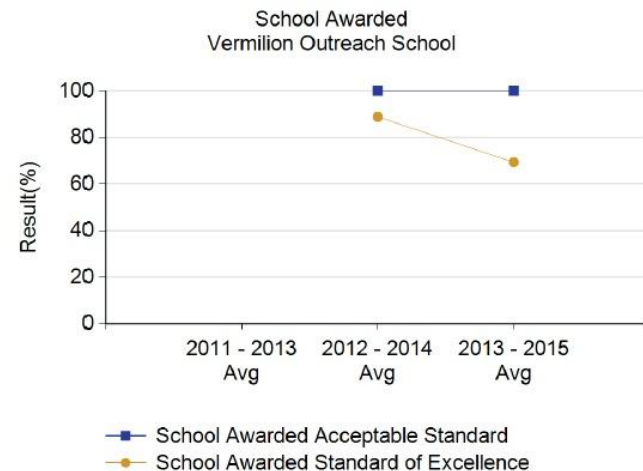 School Awarded
Vermilion Outreach School
Result(%)
100
80
60
40
20
0
2011 - 2013
Avg
2012 - 2014
Avg
2013 - 2015
Avg
School Awarded Acceptable Standard
School Awarded Standard of Excellence